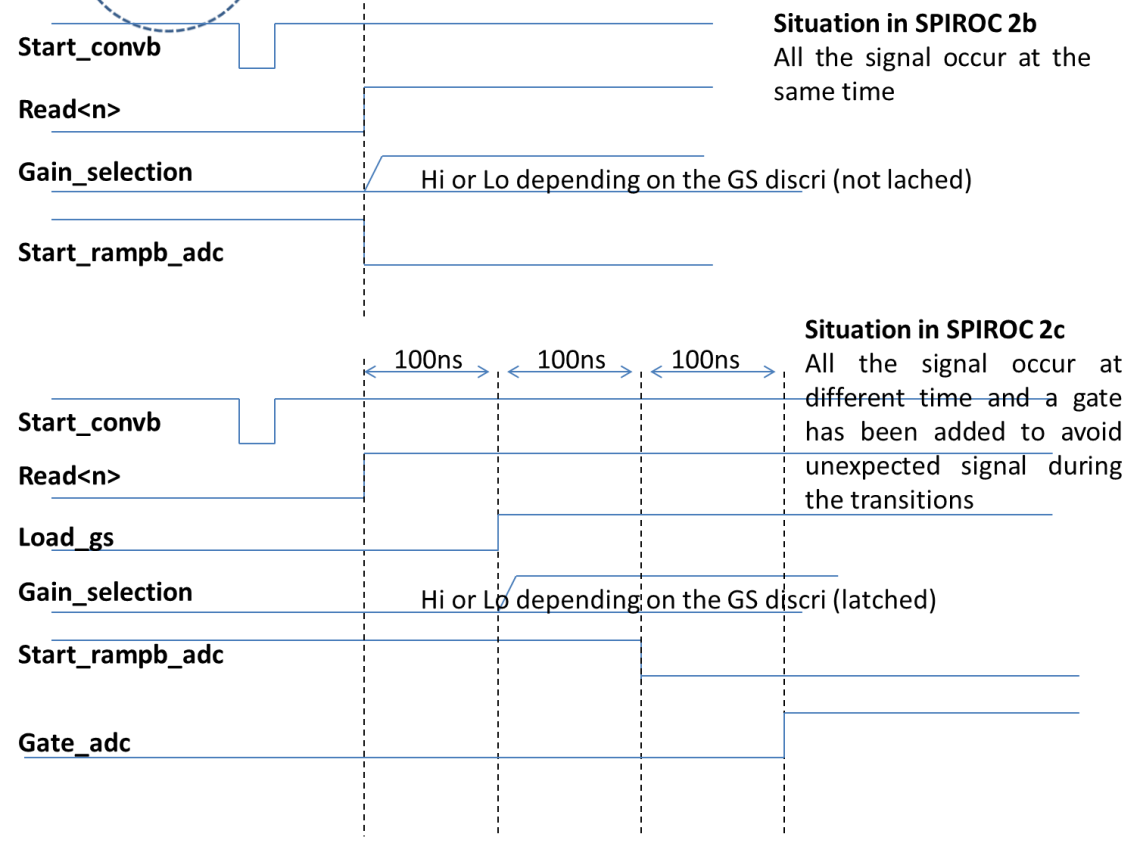 Situation in SPIROC 2b
Start_convb
All the signal occur at the
same time
Read<n>
Gain_selection
Hi or Lo depending on the GS discri (not lached)
Start_rampb_adc
Situation in SPIROC 2c
100ns 100ns 100ns
All the signal occur at
different time and a gate
has been added to avoid
unexpected signal during
the transitions
Start_convb
Read<n>
Load_gs
Gain_selection
Hi or Lo depending on the GS discri (latched)
Start_rampb_adc
Gate_adc